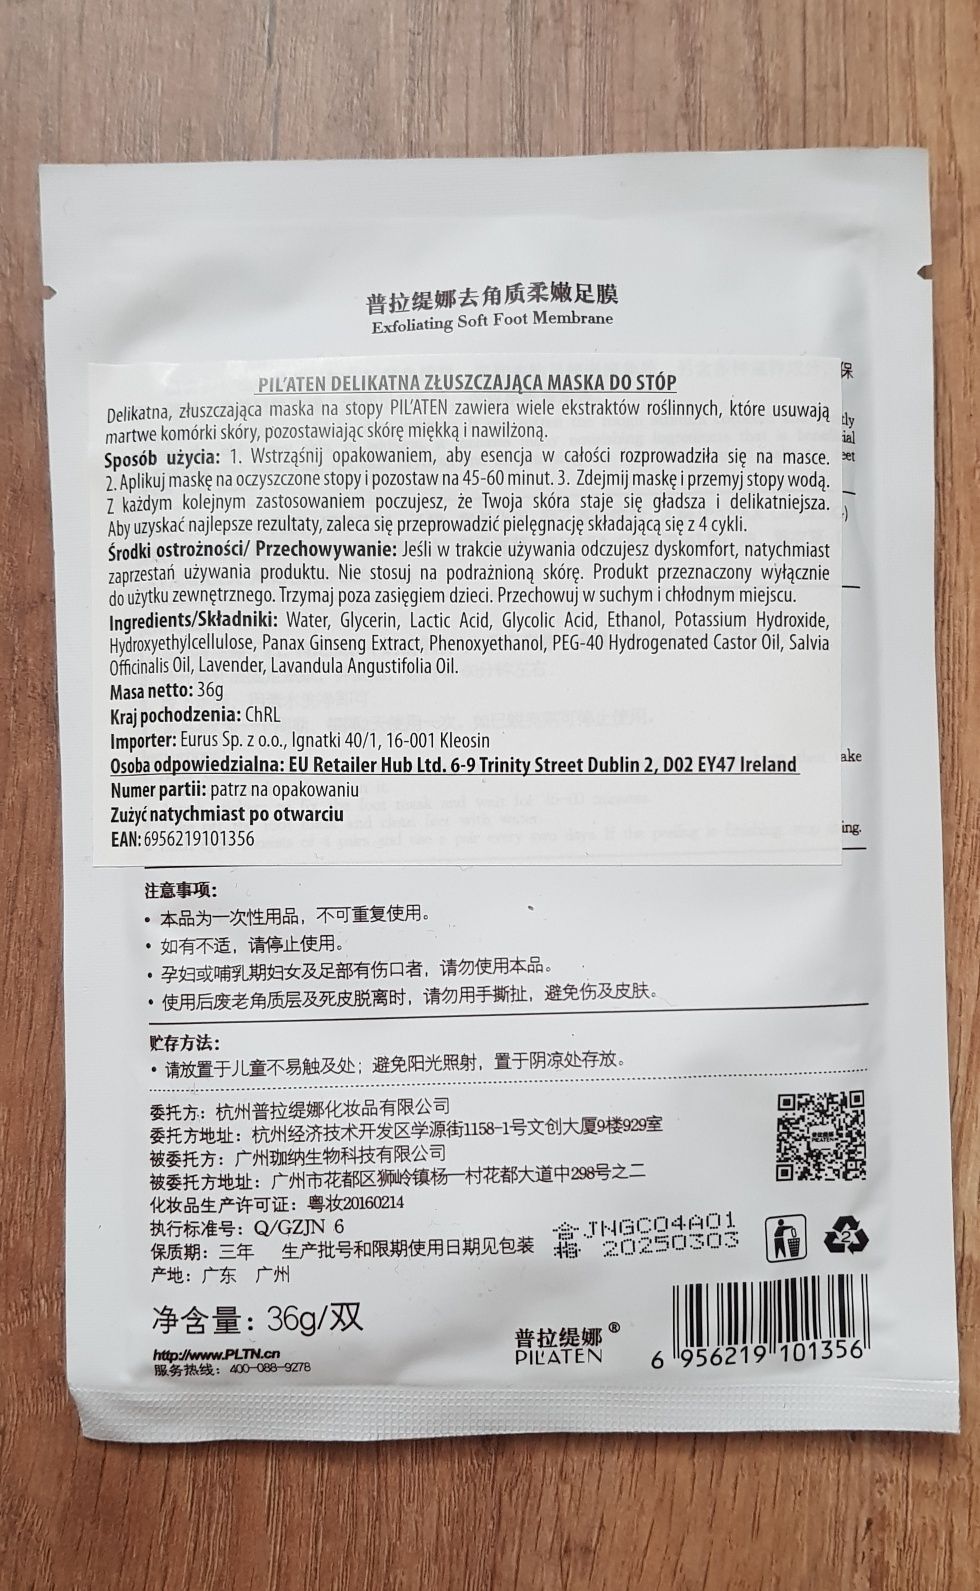 普拉缇娜去角质柔嫩足膜
Exfoliating Soft Foot Membrane
保
PIL'ATEN DELIKATNA ZŁUSZCZAJĄCA MASKA DO STÓP
Delikatna, złuszczająca maska na stopy PIL'ATEN zawiera wiele ekstraktów roślinnych, które usuwają
martwe komórki skóry, pozostawiając skórę miękką i nawilżoną.
Sposób użycia: 1. Wstrząśnij opakowaniem, aby esencja w całości rozprowadziła się na masce.
2. Aplikuj maskę na oczyszczone stopy i pozostaw na 45-60 minut. 3. Zdejmij maskę i przemyj stopy wodą.
Z każdym kolejnym zastosowaniem poczujesz, że Twoja skóra staje się gładsza i delikatniejsza.
Aby uzyskać najlepsze rezultaty, zaleca się przeprowadzić pielęgnację składającą się z 4 cykli.
Środki ostrożności/ Przechowywanie: Jeśli w trakcie używania odczujesz dyskomfort, natychmiast
zaprzestań używania produktu. Nie stosuj na podrażnioną skórę. Produkt przeznaczony wyłącznie
do użytku zewnętrznego. Trzymaj poza zasięgiem dzieci. Przechowuj w suchym i chłodnym miejscu.
Ingredients/Składniki: Water, Glycerin, Lactic Acid, Glycolic Acid, Ethanol, Potassium Hydroxide,
Hydroxyethylcellulose, Panax Ginseng Extract, Phenoxyethanol, PEG-40 Hydrogenated Castor Oil, Salvia
Officinalis Oil, Lavender, Lavandula Angustifolia Oil.
Masa netto: 36g
Kraj pochodzenia: ChRL
Importer: Eurus Sp. z o.o., Ignatki 40/1, 16-001 Kleosin
Osoba odpowiedzialna: EU Retailer Hub Ltd. 6-9 Trinity Street Dublin 2, D02 EY47 Ireland
Numer partii: patrz na opakowaniu
Zużyć natychmiast po otwarciu
EAN: 6956219101356
注意事项：
• 本品为一次性用品，不可重复使用。
• 如有不适，请停止使用。
• 孕妇或哺乳期妇女及足部有伤口者，请勿使用本品。
• 使用后废老角质层及死皮脱离时，请勿用手撕扯，避免伤及皮肤。
贮存方法：
• 请放置于儿童不易触及处；避免阳光照射，置于阴凉处存放。
委托方：杭州普拉缇娜化妆品有限公司
委托方地址：杭州经济技术开发区学源街1158-1号文创大厦9楼929室
被委托方：广州珈纳生物科技有限公司
被委托方地址：广州市花都区狮岭镇杨一村花都大道中298号之二
化妆品生产许可证：粤妆20160214
执行标准号：Q/GZJN 6
保质期：三年 生产批号和限期使用日期见包装
产地：广东 广州
合格 JNGC04A01
20250303
净含量：36g/双
http://www.PLTN.cn
服务热线：400-088-9278
普拉缇娜®
PIL'ATEN
2
6 956219 101356